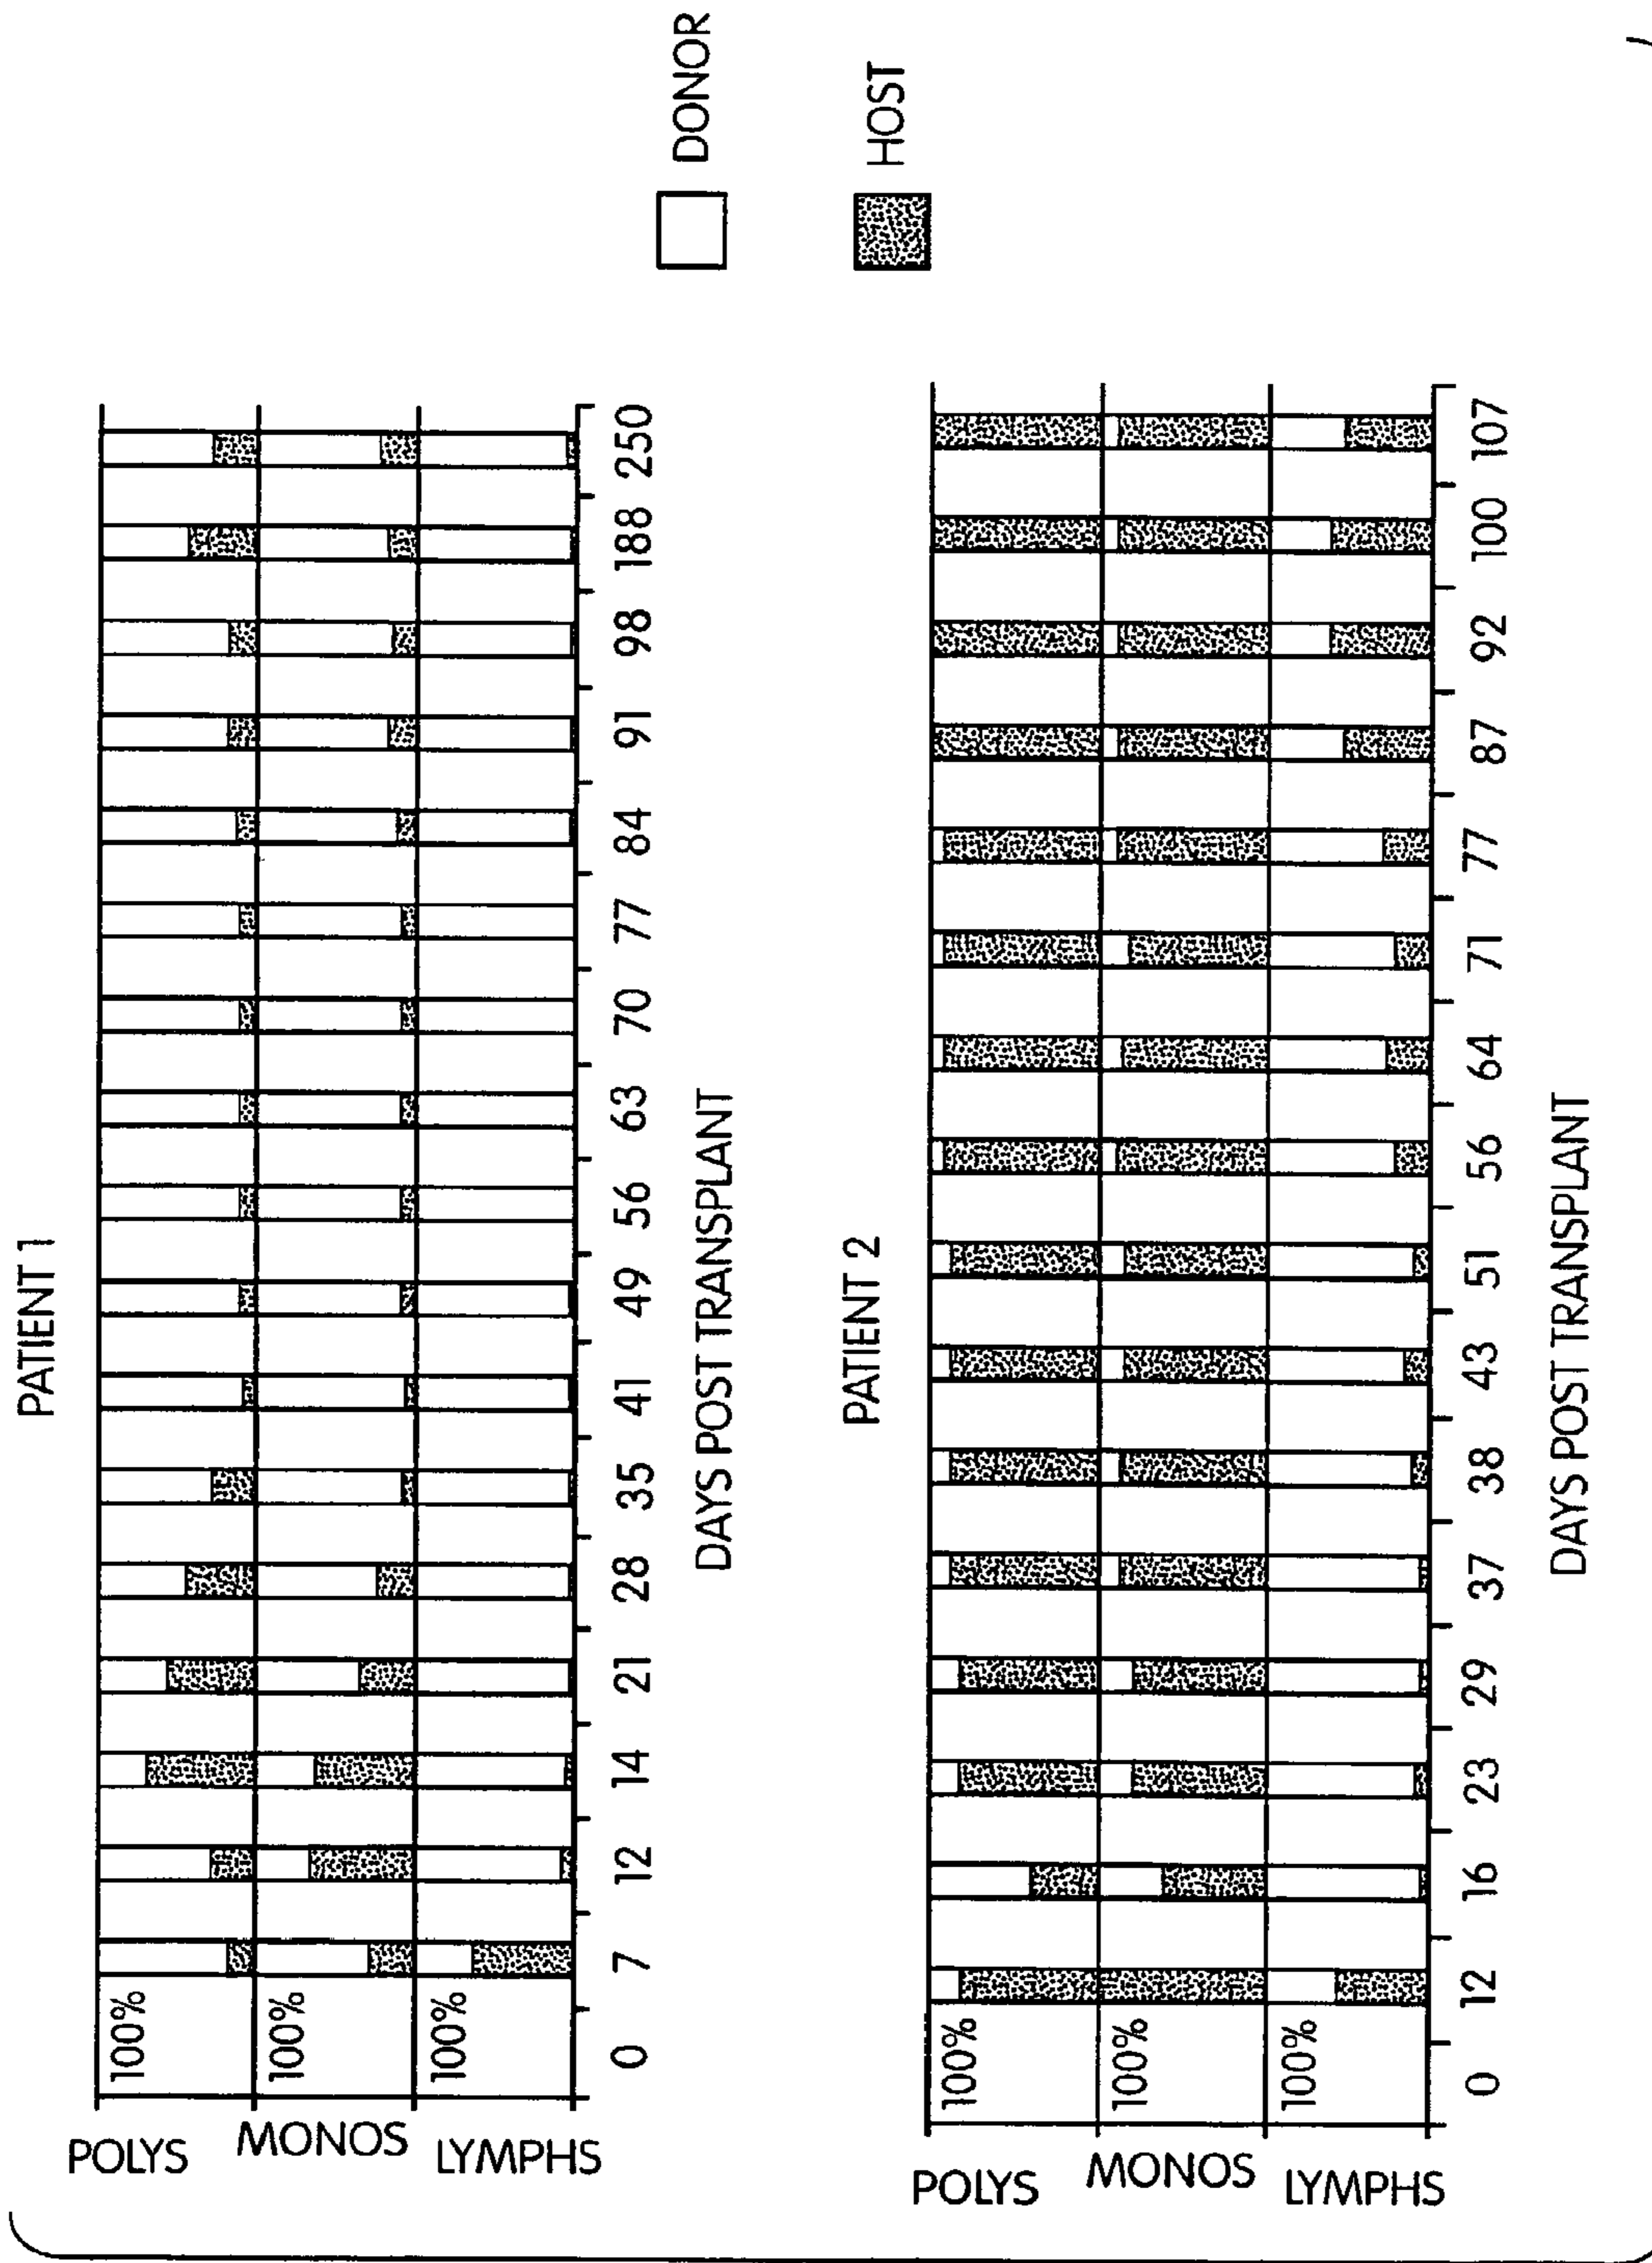 PATIENT 1
POLYS
100%
MONOS
100%
LYMPHS
100%
0 7 12 14 21 28 35 41 49 56 63 70 77 84 91 98 188 250
DAYS POST TRANSPLANT
PATIENT 2
POLYS
100%
MONOS
100%
LYMPHS
100%
0 12 16 23 29 37 38 43 51 56 64 71 77 87 92 100 107
DAYS POST TRANSPLANT
DONOR
HOST